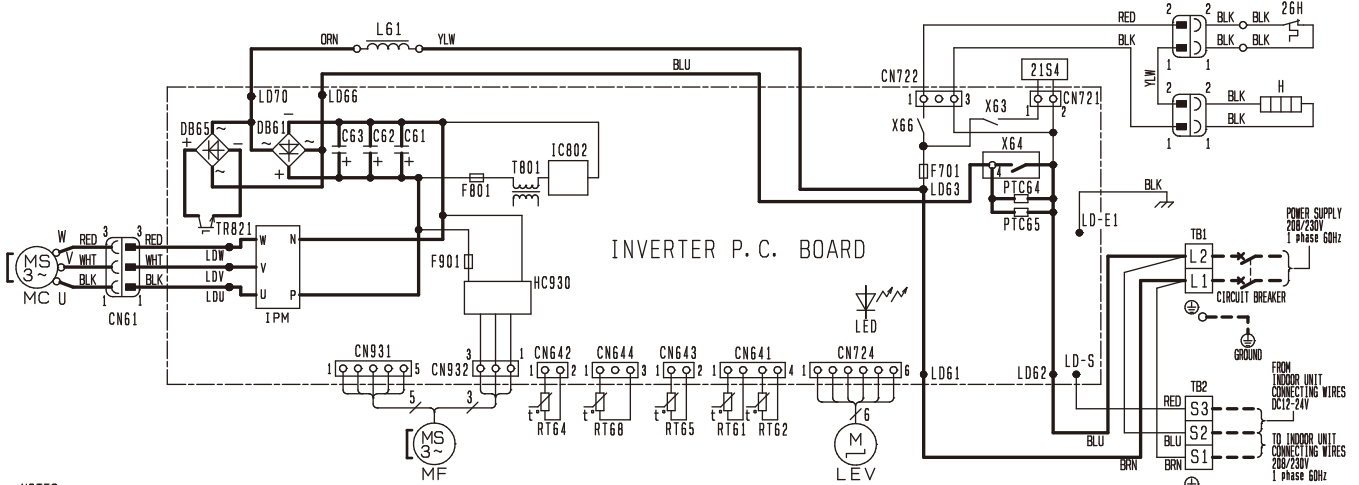 L61
ORN
YLW
BLU
RED
BLK
YLW
2
1
2
1
BLK
BLK
26H
BLK
2
1
2
1
H
BLK
BLK
CN722
1
3
21S4
CN721
1
2
X63
X66
X64
4
F701
LD63
PTC64
PTC65
LD70
LD66
DB65
DB61
C63
C62
C61
+
-
~
~
-
~
~
+
+
+
+
TR821
F801
T801
IC802
F901
HC930
W
V
U
N
P
IPM
LDW
LDV
LDU
MS
3~
MC
W
V
U
RED
WHT
BLK
3
1
3
1
CN61
RED
WHT
BLK
INVERTER P. C. BOARD
LED
BLK
LD-E1
TB1
L2
L1
CIRCUIT BREAKER
POWER SUPPLY
208/230V
1 phase 60Hz
GROUND
CN931
1
5
CN932
3
1
5
3
MS
3~
MF
CN642
1
2
t°
RT64
CN644
1
3
t°
RT68
CN643
1
2
t°
RT65
CN641
1
4
t°
RT61
t°
RT62
CN724
1
6
6
M
LEV
LD61
LD62
LD-S
RED
BLU
BLU
BRN
BRN
TB2
S3
S2
S1
FROM
INDOOR UNIT
CONNECTING WIRES
DC12-24V
TO INDOOR UNIT
CONNECTING WIRES
208/230V
1 phase 60Hz